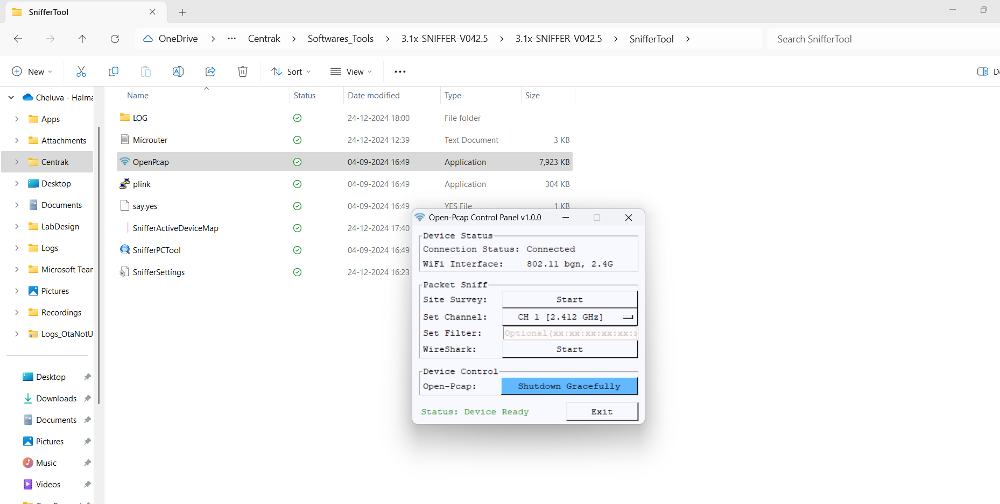 SnifferTool
OneDrive > ··· Centrak > Softwares_Tools > 3.1x-SNIFFER-V042.5 > 3.1x-SNIFFER-V042.5 > SnifferTool >
Search SnifferTool
New
Sort
View
Cheluva - Halma
Apps
Attachments
Centrak
Desktop
Documents
LabDesign
Logs
Microsoft Tear
Pictures
Recordings
Logs_OtaNotU
Desktop
Downloads
Documents
Pictures
Music
Videos
Name Status Date modified Type Size
LOG 24-12-2024 18:00 File folder
Microuter 24-12-2024 12:39 Text Document 3 KB
OpenPcap 04-09-2024 16:49 Application 7,923 KB
plink 04-09-2024 16:49 Application 304 KB
say.yes 04-09-2024 16:49 YES File 1 KB
SnifferActiveDeviceMap 24-12-2024 17:40
SnifferPCTool 04-09-2024 16:49
SnifferSettings 24-12-2024 16:23
Open-Pcap Control Panel v1.0.0
Device Status
Connection Status: Connected
WiFi Interface: 802.11 bgn, 2.4G
Packet Sniff
Site Survey: Start
Set Channel: CH 1 [2.412 GHz]
Set Filter: Optional(xx:xx:xx:xx:xx:x
WireShark: Start
Device Control
Open-Pcap: Shutdown Gracefully
Status: Device Ready
Exit